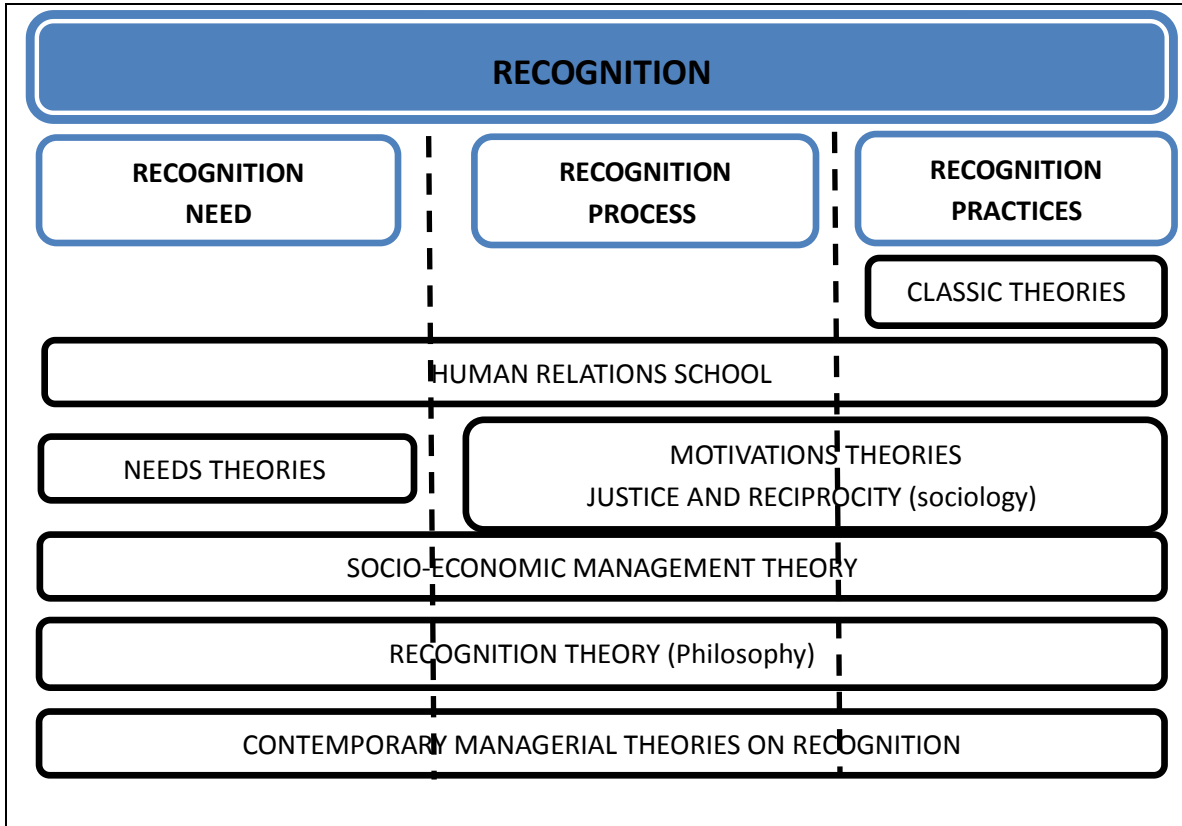 RECOGNITION
RECOGNITION
NEED
RECOGNITION
PROCESS
RECOGNITION
PRACTICES
CLASSIC THEORIES
HUMAN RELATIONS SCHOOL
NEEDS THEORIES
MOTIVATIONS THEORIES
JUSTICE AND RECIPROCITY (sociology)
SOCIO-ECONOMIC MANAGEMENT THEORY
RECOGNITION THEORY (Philosophy)
CONTEMPORARY MANAGERIAL THEORIES ON RECOGNITION